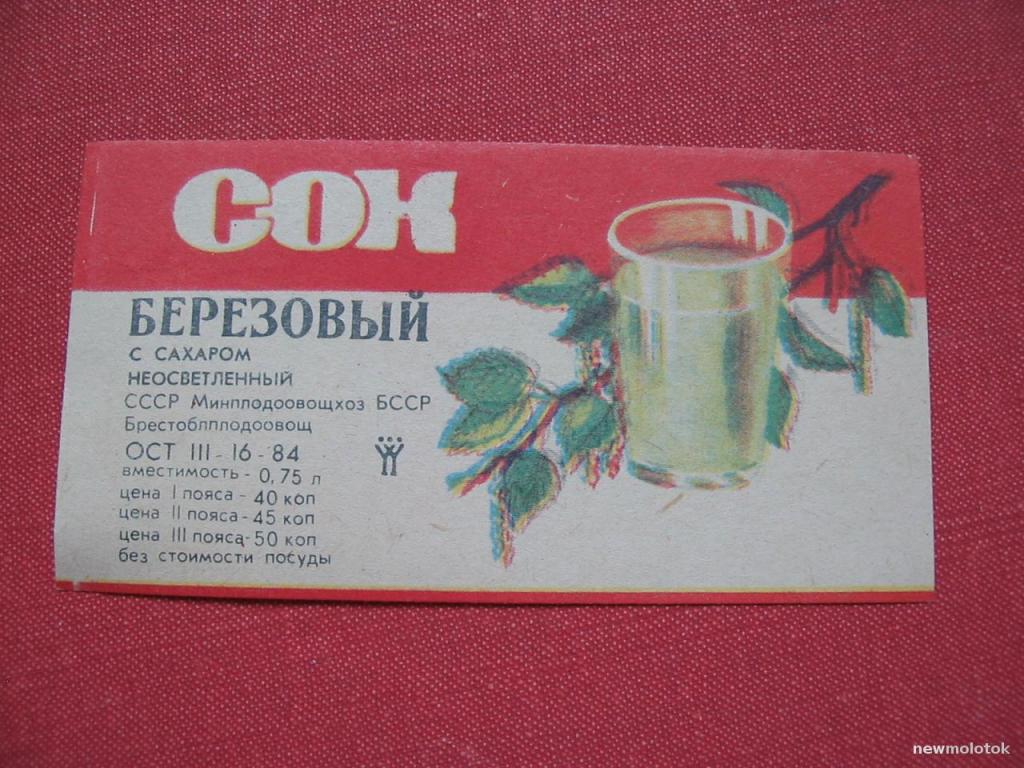 СОК
БЕРЕЗОВЫЙ
С САХАРОМ
НЕОСВЕТЛЕННЫЙ
СССР Минплодоовощхоз БССР
Брестоблплодоовощ
ОСТ III - 16 - 84
вместимость - 0,75 л
цена I пояса - 40 коп
цена II пояса - 45 коп
цена III пояса - 50 коп
без стоимости посуды
newmolotok